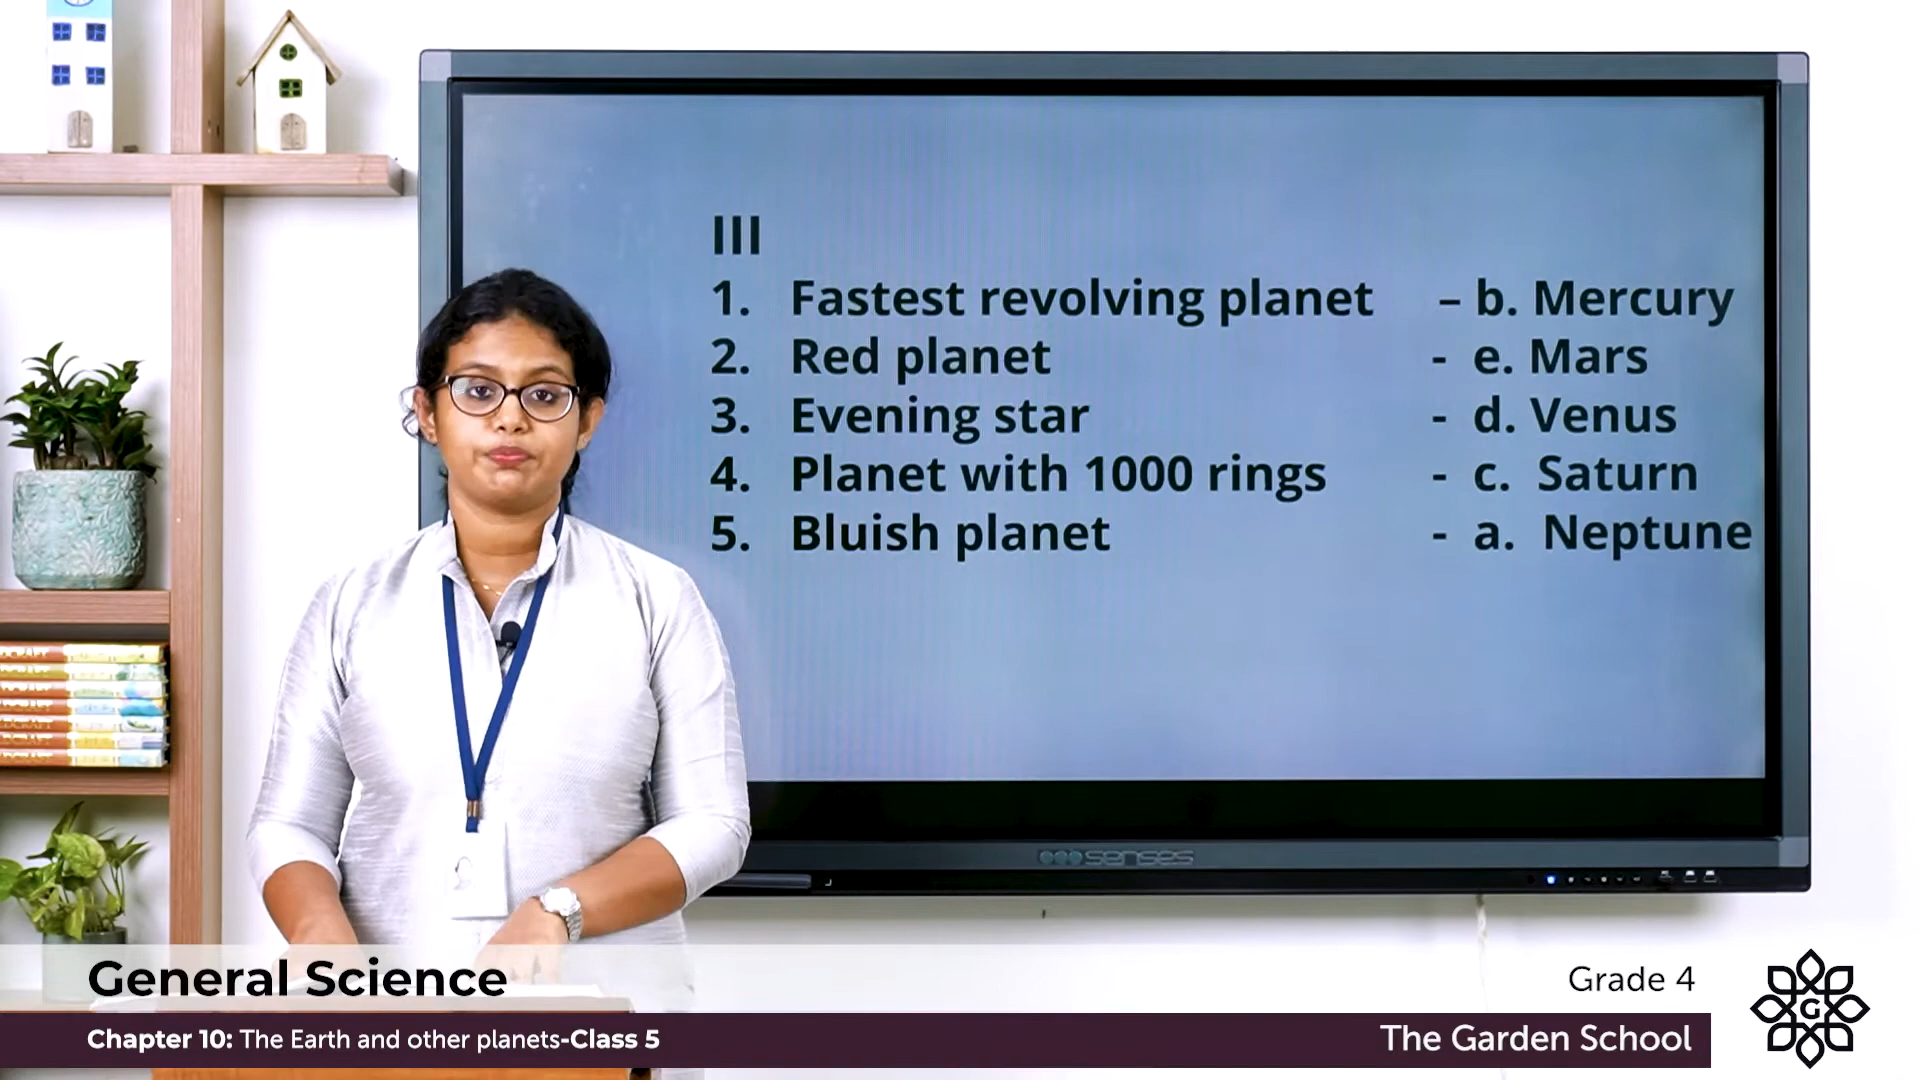 III
1. Fastest revolving planet – b. Mercury
2. Red planet - e. Mars
3. Evening star - d. Venus
4. Planet with 1000 rings - c. Saturn
5. Bluish planet - a. Neptune
senses
General Science
Grade 4
Chapter 10: The Earth and other planets-Class 5
The Garden School
G